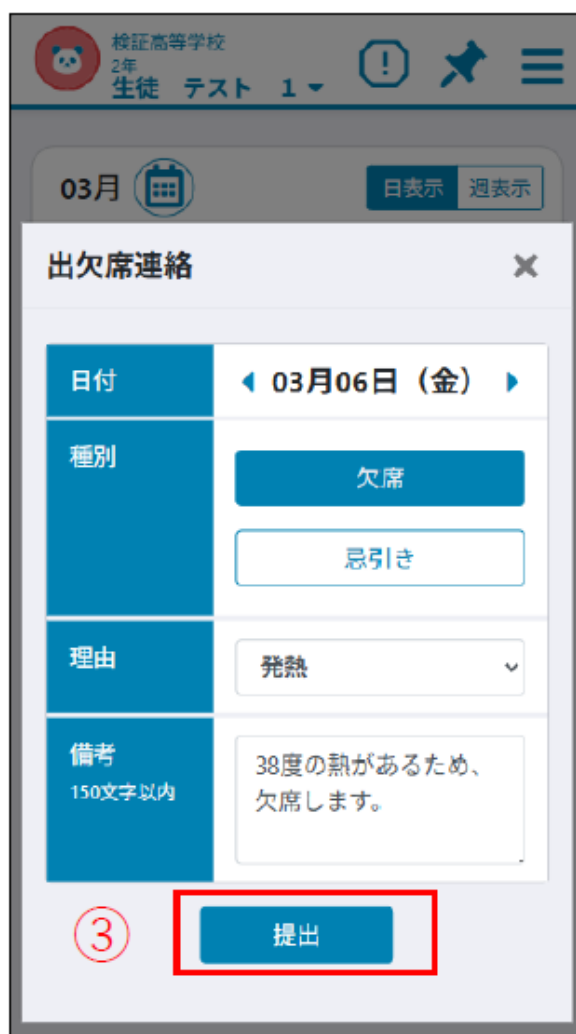 検証高等学校
2年
生徒 テスト 1
03月
日表示 週表示
出欠席連絡
日付
03月06日（金）
種別
欠席
忌引き
理由
発熱
備考
150文字以内
38度の熱があるため、
欠席します。
③
提出